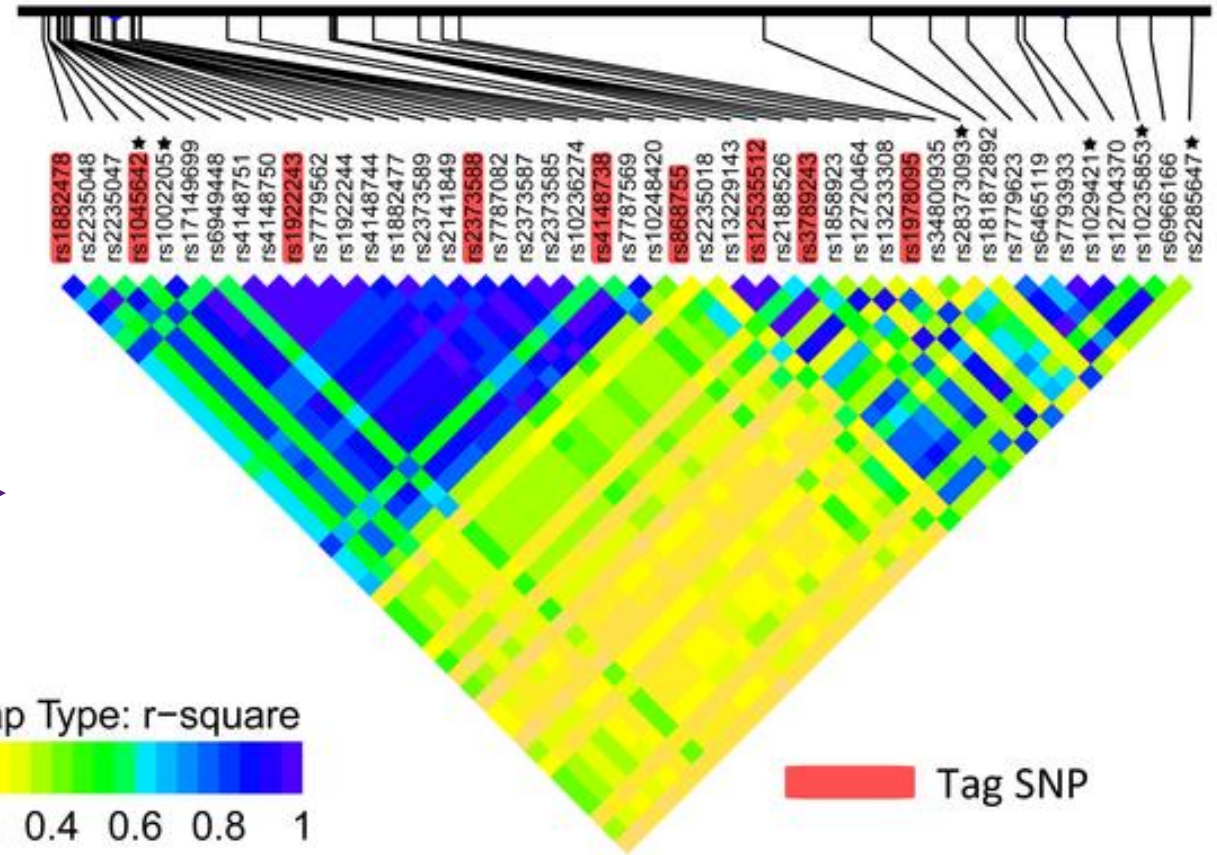 rs1882478
rs2235048
rs2235047
rs1045642★
rs1002205★
rs17149699
rs6949448
rs4148751
rs4148750
rs1922243
rs7779562
rs1922244
rs4148744
rs1882477
rs2373589
rs2141849
rs2373588
rs7787082
rs2373587
rs2373585
rs10236274
rs4148738
rs7787569
rs10248420
rs868755
rs2235018
rs13229143
rs12535512
rs2188526
rs3789243
rs1858923
rs12720464
rs13233308
rs1978095
rs34800935
rs28373093★
rs181872892
rs7779623
rs6465119
rs7793933
rs1029421★
rs12704370
rs10235853★
rs6966166
rs2285647★
p Type: r-square
0.4 0.6 0.8 1
Tag SNP